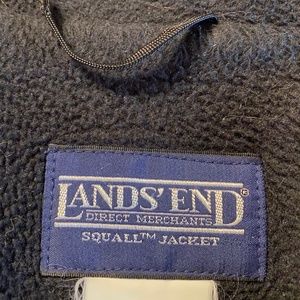 LANDS' END®
DIRECT MERCHANTS
SQUALL™ JACKET